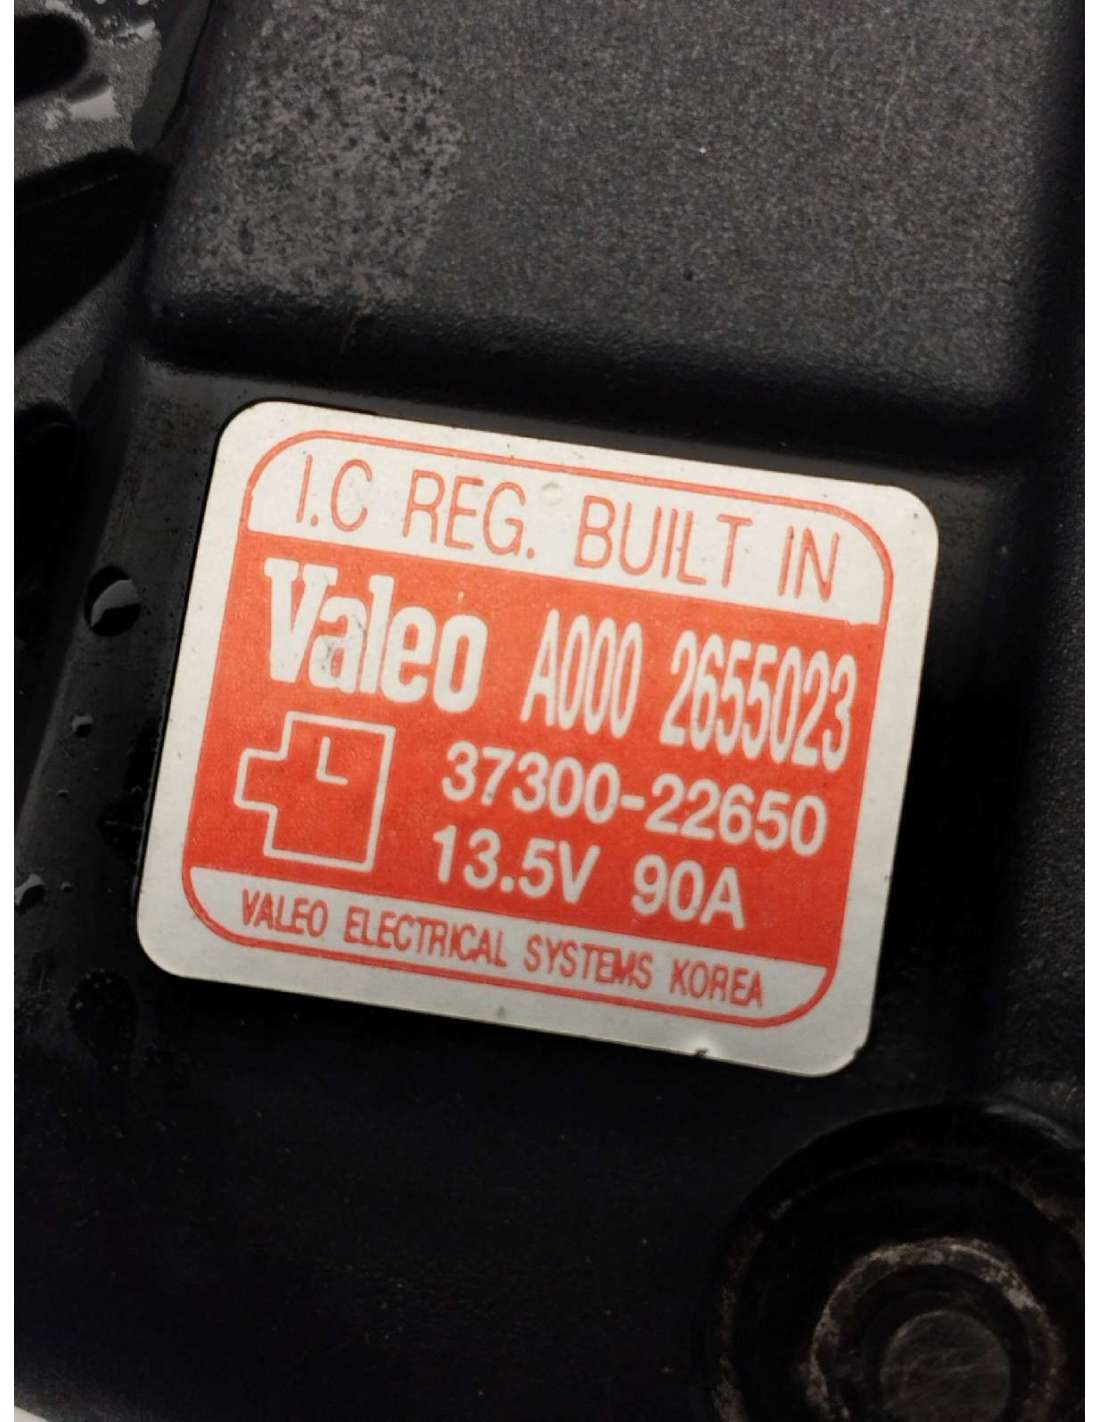 I.C REG. BUILT IN
Valeo A000 2655023
37300-22650
L
13.5V 90A
VALEO ELECTRICAL SYSTEMS KOREA